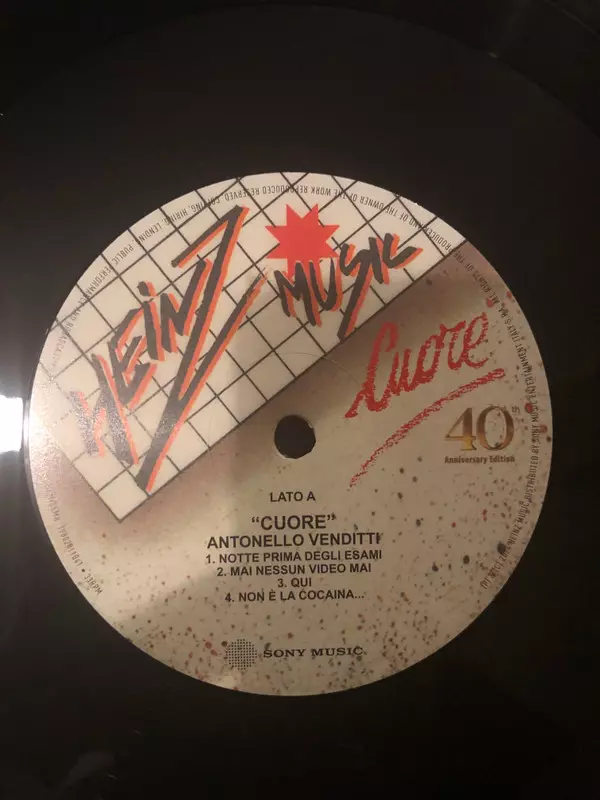 HEINZ
MUSIC
Cuore
40th
Anniversary Edition
LATO A
“CUORE”
ANTONELLO VENDITTI
1. NOTTE PRIMA DEGLI ESAMI
2. MAI NESSUN VIDEO MAI
3. QUI
4. NON È LA COCAINA...
SONY MUSIC